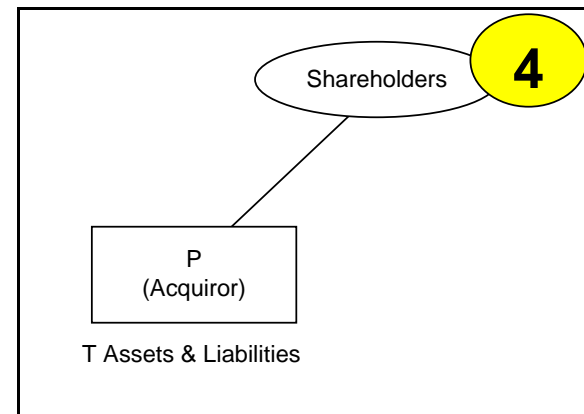 Shareholders
4
P
(Acquiror)
T Assets & Liabilities